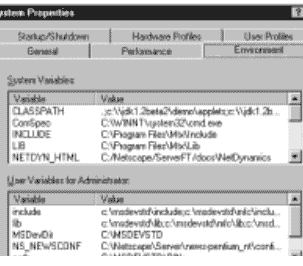 System Properties
Startup/Shutdown Hardware Profiles User Profiles
General Performance Environment
System Variables:
Variable Value
CLASSPATH .;c:\\jdk1.2beta2\demo\applets;c:\\jdk1.2b...
ComSpec C:\WINNT\system32\cmd.exe
INCLUDE C:\Program Files\Mts\Include
LIB C:\Program Files\Mts\Lib
NETDYN_HTML C:/Netscape/ServerFT/docs/NetDynamics
User Variables for Administrator:
Variable Value
include c:\msdevstd\include;c:\msdevstd\mfc\inclu...
lib c:\msdevstd\lib;c:\msdevstd\mfc\lib;c:\msd...
MSDevDir C:\MSDEVSTD
NS_NEWSCONF C:\Netscape\Server\news-pentium_nt\confi...